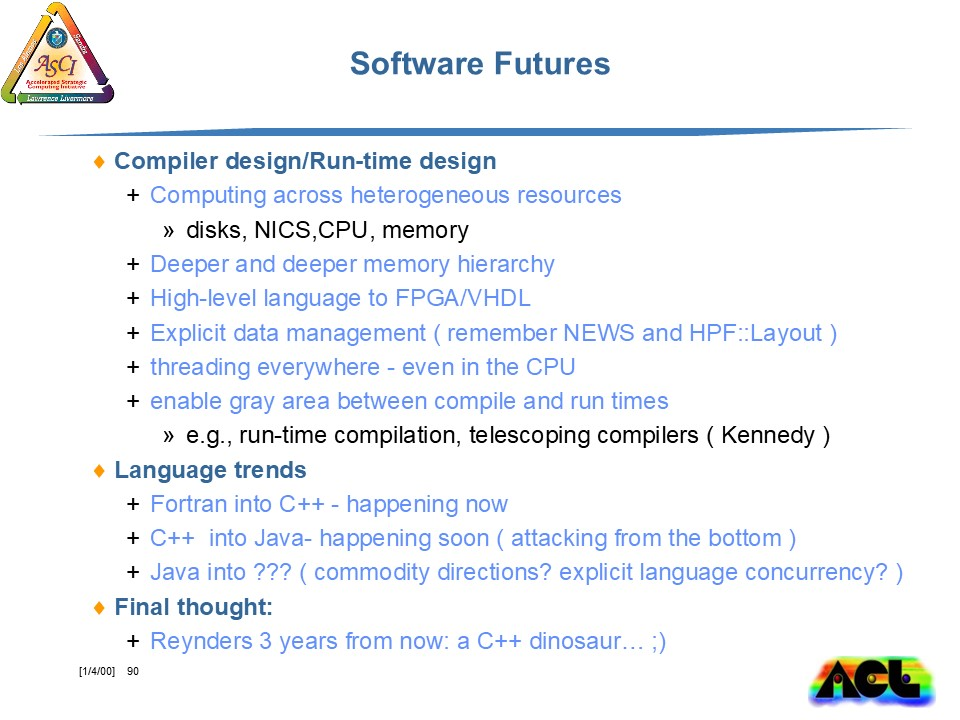 Los Alamos
Sandia
ASCI
Accelerated Strategic
Computing Initiative
Lawrence Livermore
Software Futures
♦ Compiler design/Run-time design
+ Computing across heterogeneous resources
» disks, NICS,CPU, memory
+ Deeper and deeper memory hierarchy
+ High-level language to FPGA/VHDL
+ Explicit data management ( remember NEWS and HPF::Layout )
+ threading everywhere - even in the CPU
+ enable gray area between compile and run times
» e.g., run-time compilation, telescoping compilers ( Kennedy )
♦ Language trends
+ Fortran into C++ - happening now
+ C++  into Java- happening soon ( attacking from the bottom )
+ Java into ??? ( commodity directions? explicit language concurrency? )
♦ Final thought:
+ Reynders 3 years from now: a C++ dinosaur… ;)
[1/4/00] 90
ACL